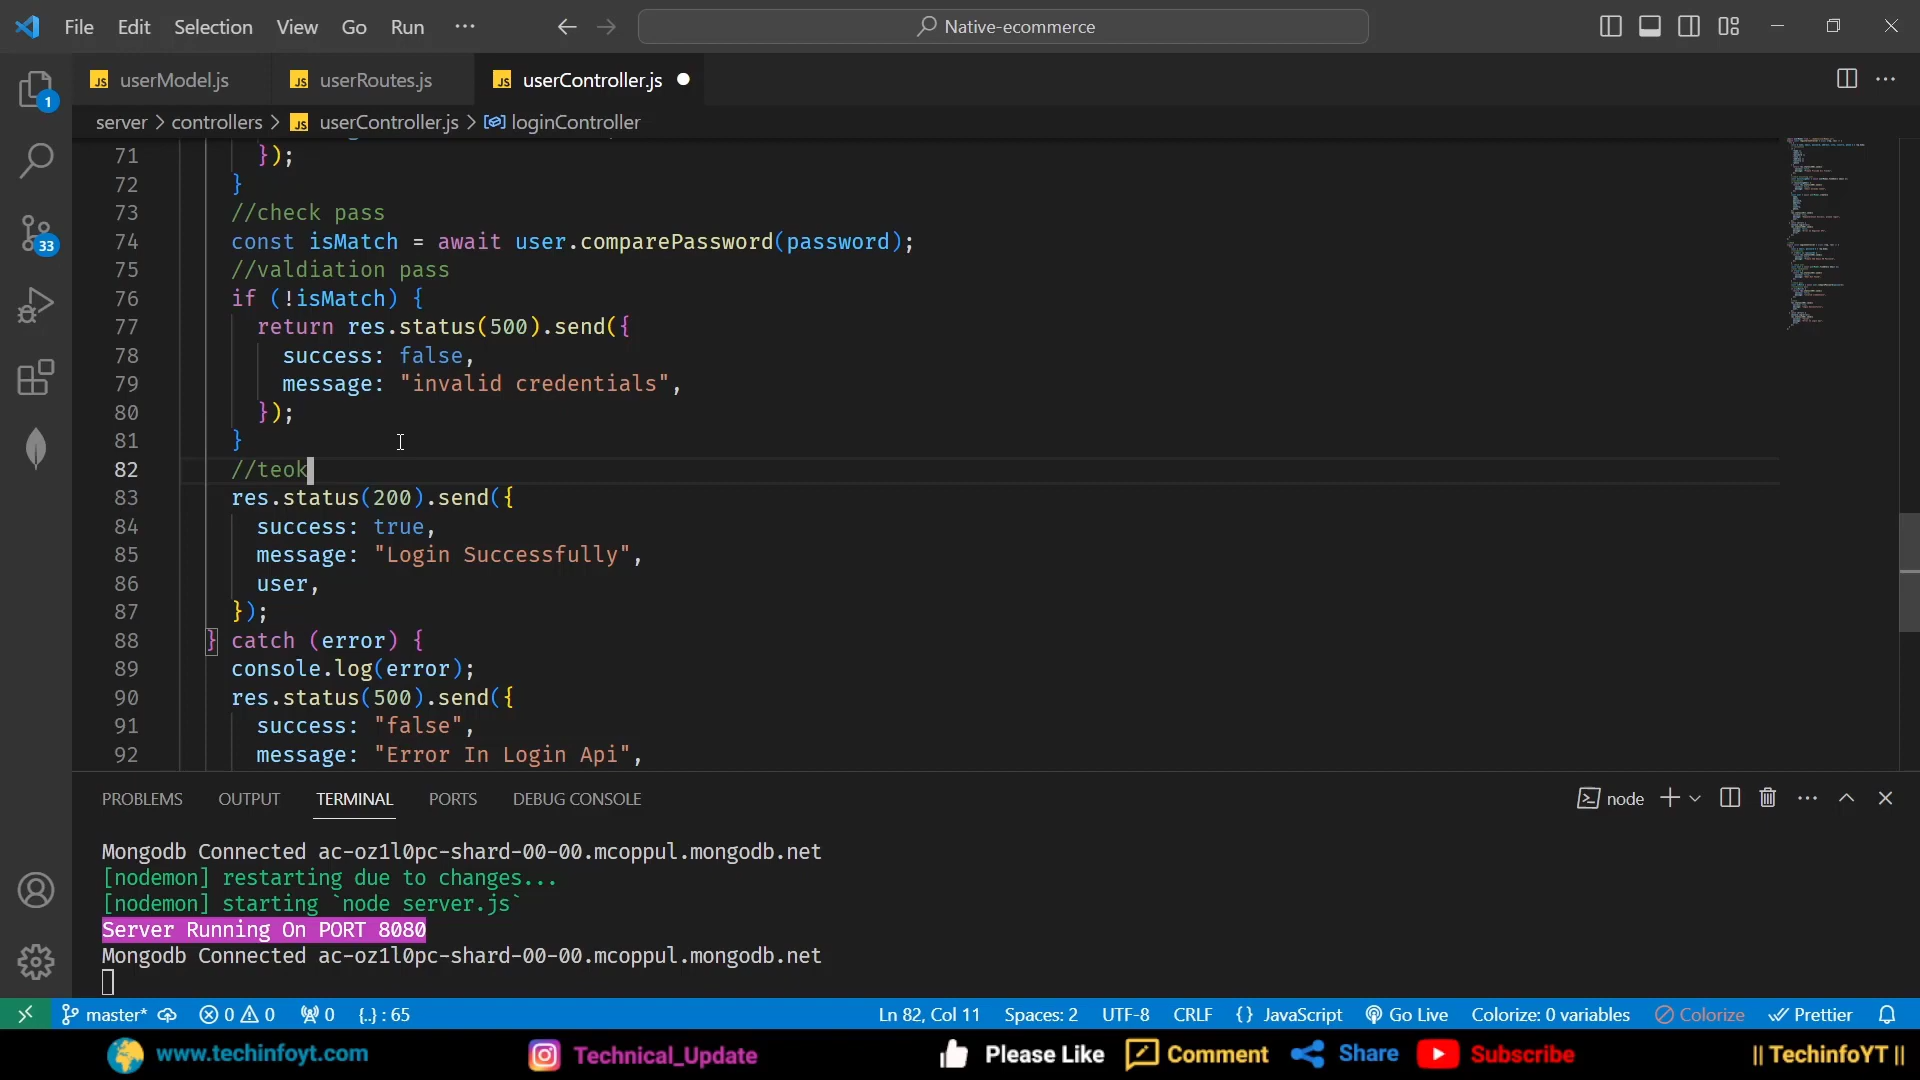 File Edit Selection View Go Run ··· Native-ecommerce
userModel.js userRoutes.js userController.js
server > controllers > userController.js > loginController
71 });
72 }
73 //check pass
74 const isMatch = await user.comparePassword(password);
75 //valdiation pass
76 if (!isMatch) {
77 return res.status(500).send({
78 success: false,
79 message: "invalid credentials",
80 });
81 }
82 //teok
83 res.status(200).send({
84 success: true,
85 message: "Login Successfully",
86 user,
87 });
88 } catch (error) {
89 console.log(error);
90 res.status(500).send({
91 success: "false",
92 message: "Error In Login Api",
PROBLEMS OUTPUT TERMINAL PORTS DEBUG CONSOLE node
Mongodb Connected ac-oz1l0pc-shard-00-00.mcoppul.mongodb.net
[nodemon] restarting due to changes...
[nodemon] starting `node server.js`
Server Running On PORT 8080
Mongodb Connected ac-oz1l0pc-shard-00-00.mcoppul.mongodb.net
master* 0 0 0 {..} : 65 Ln 82, Col 11 Spaces: 2 UTF-8 CRLF {} JavaScript Go Live Colorize: 0 variables Colorize Prettier
www.techinfoyt.com Technical_Update Please Like Comment Share Subscribe || TechinfoYT ||
1
33
JS
JS
JS
JS